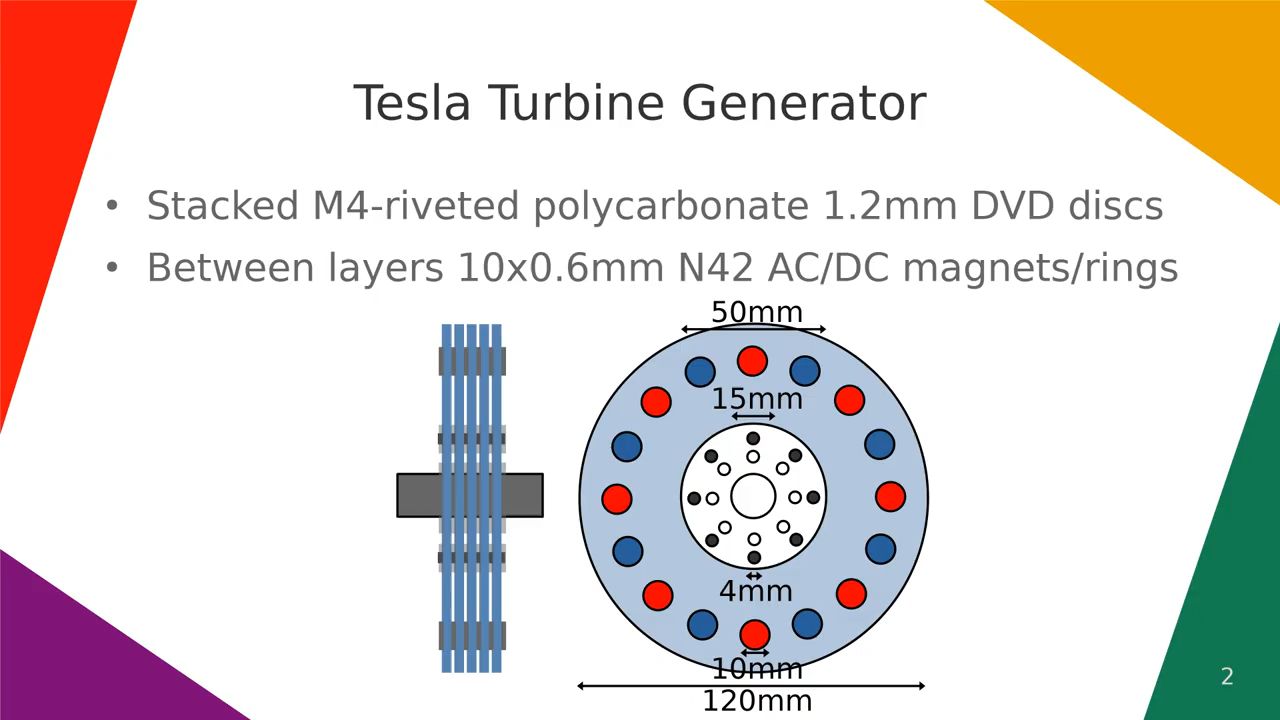 Tesla Turbine Generator
• Stacked M4-riveted polycarbonate 1.2mm DVD discs
• Between layers 10x0.6mm N42 AC/DC magnets/rings
50mm
15mm
4mm
10mm
120mm
2